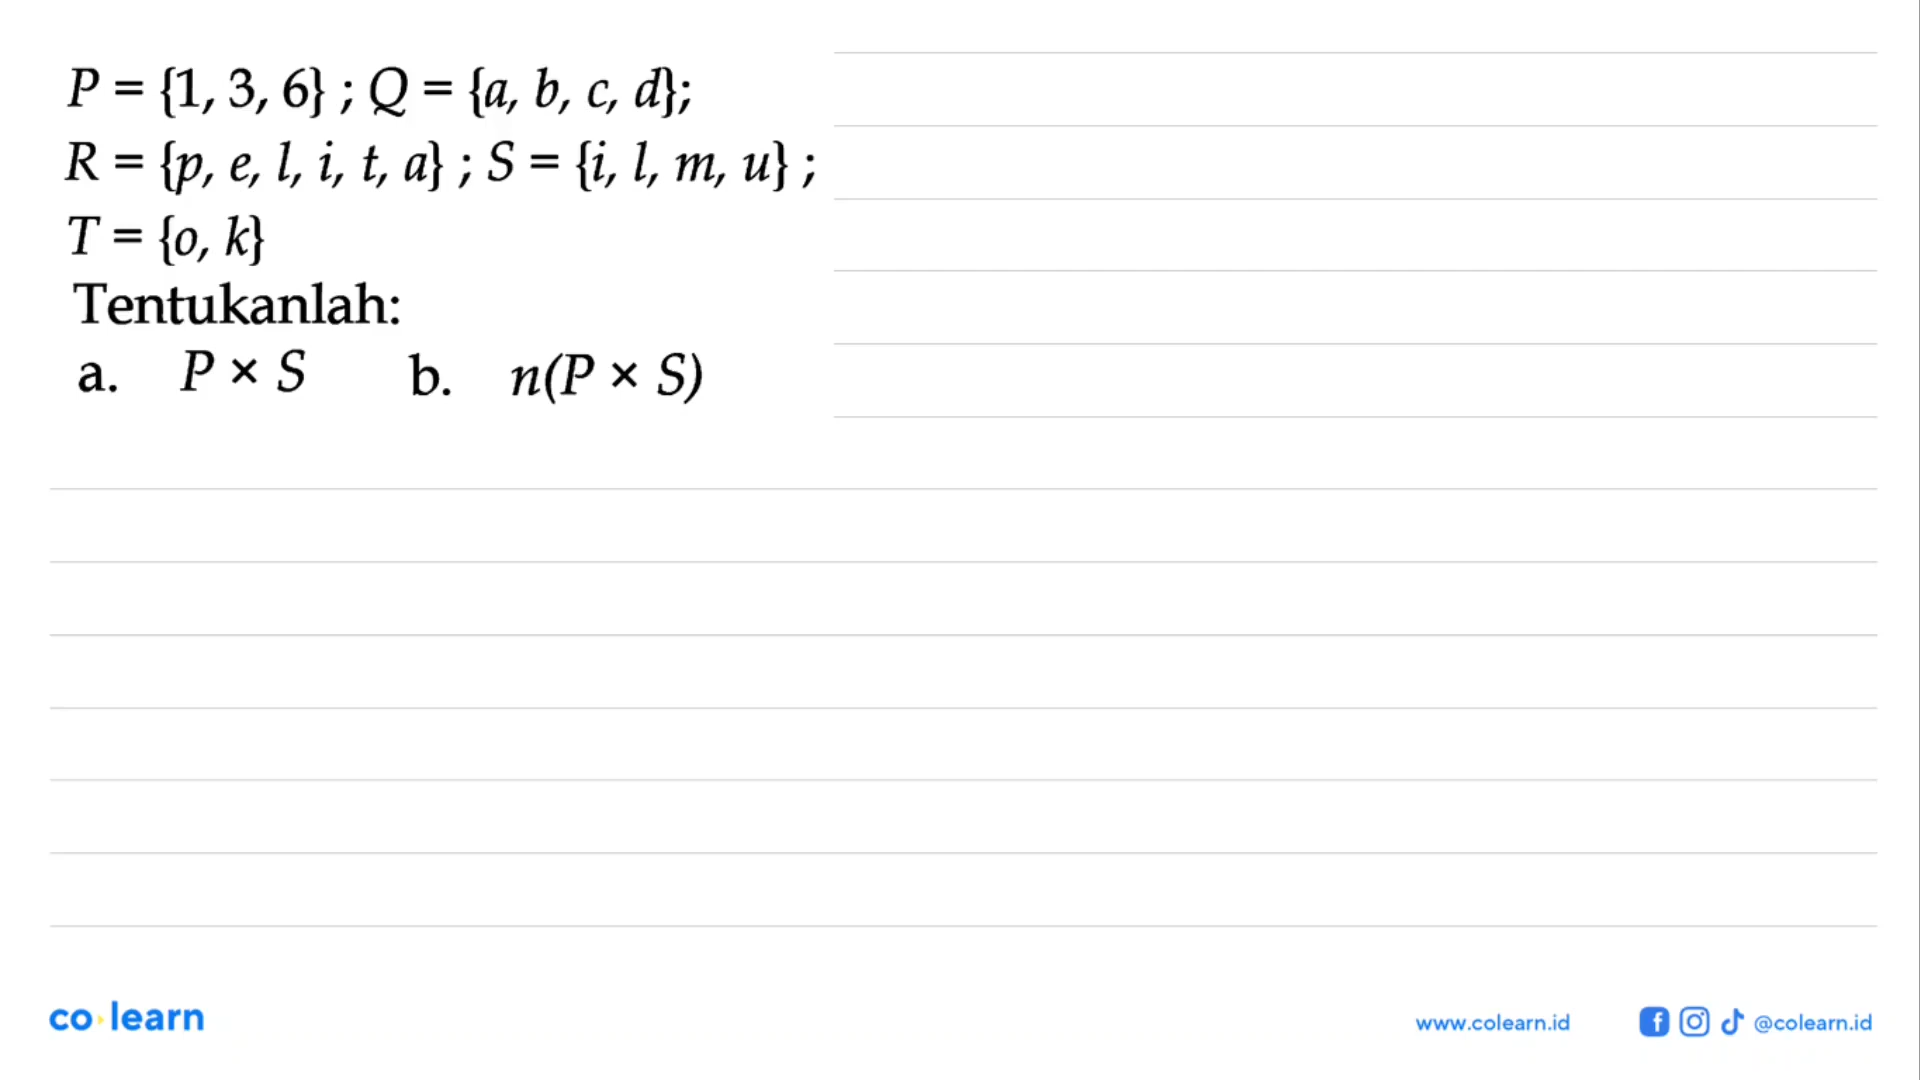 P = {1, 3, 6} ; Q = {a, b, c, d};
R = {p, e, l, i, t, a} ; S = {i, l, m, u} ;
T = {o, k}
Tentukanlah:
a. P × S b. n(P × S)
co learn
www.colearn.id @colearn.id